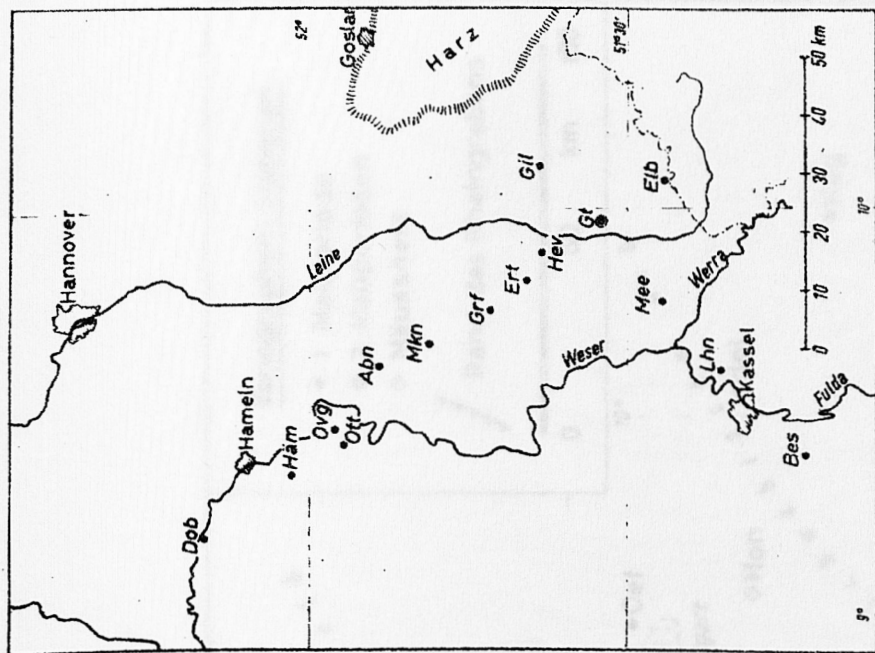 Hannover
52°
Goslar
Harz
Leine
Hameln
Häm
Dob
Ovg
Ott
Abn
Mkn
Grf
Ert
Hev
Gil
Gt
Elb
51°30'
Weser
Mee
Werra
Lhn
Kassel
Fulda
Bes
0 10 20 30 40 50 km
9°
10°